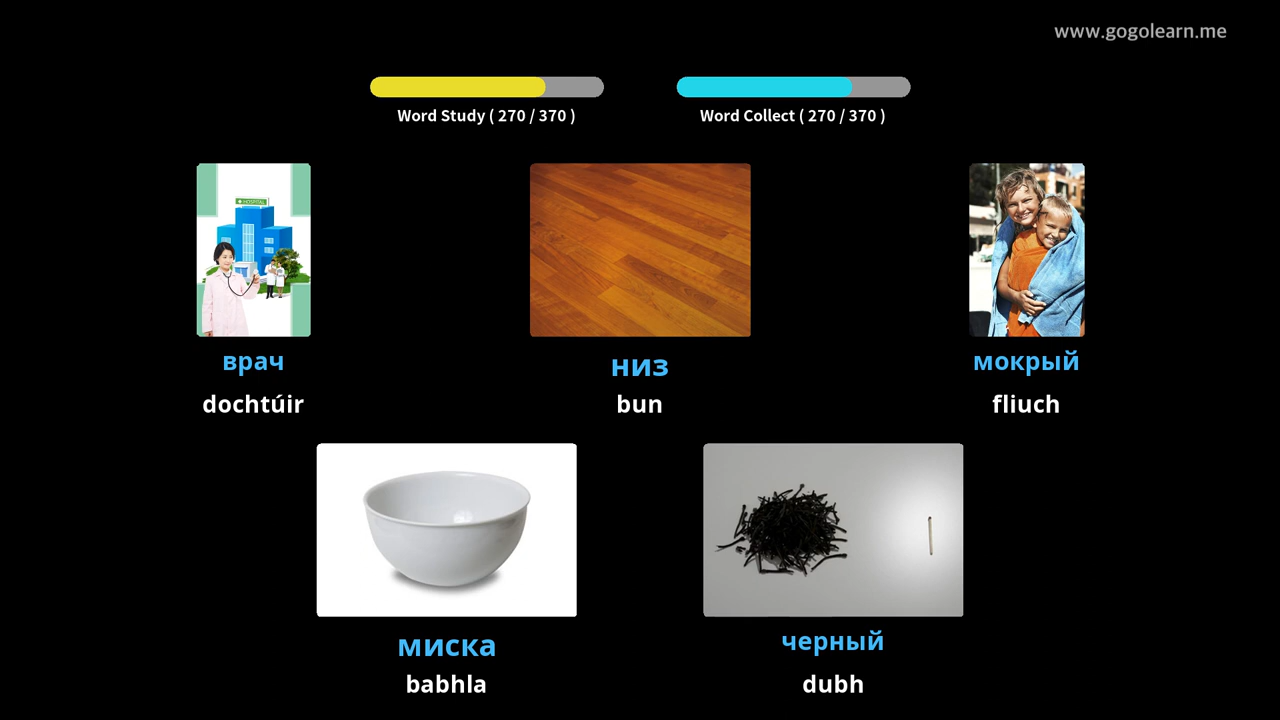 www.gogolearn.me
Word Study ( 270 / 370 )
Word Collect ( 270 / 370 )
HOSPITAL
врач
dochtúir
низ
bun
мокрый
fliuch
миска
babhla
черный
dubh